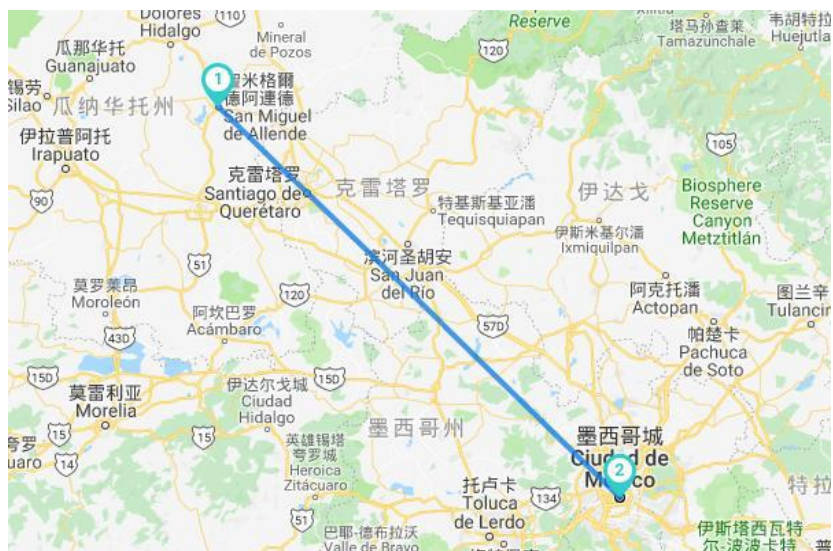 Dolores
Hidalgo
110
Mineral
de Pozos
Reserve
120
塔马孙查莱
Tamazunchale
韦胡特拉
Huejutla
瓜那华托
Guanajuato
Silao
瓜纳华托州
1
米格爾
德阿連德
San Miguel
de Allende
伊拉普阿托
Irapuato
105
90
克雷塔罗
Santiago de
Querétaro
克雷塔罗
特基斯基亚潘
Tequisquiapan
伊达戈
伊斯米基尔潘
Ixmiquilpan
Biosphere
Reserve
Canyon
Metztitlán
51
滨河圣胡安
San Juan
del Río
莫罗莱昂
Moroleón
120
阿坎巴罗
Acámbaro
43D
57D
阿克托潘
Actopan
图兰辛
Tulancin
帕楚卡
Pachuca
de Soto
15D
莫雷利亚
Morelia
伊达尔戈城
Ciudad
Hidalgo
15D
15
14
15
墨西哥州
英雄锡塔
夸罗城
Heroica
Zitácuaro
墨西哥城
Ciudad de
México
2
51
托卢卡
Toluca
de Lerdo
134
特拉
巴耶-德布拉沃
Valle de Bravo
伊斯塔西瓦特
尔-波波卡特